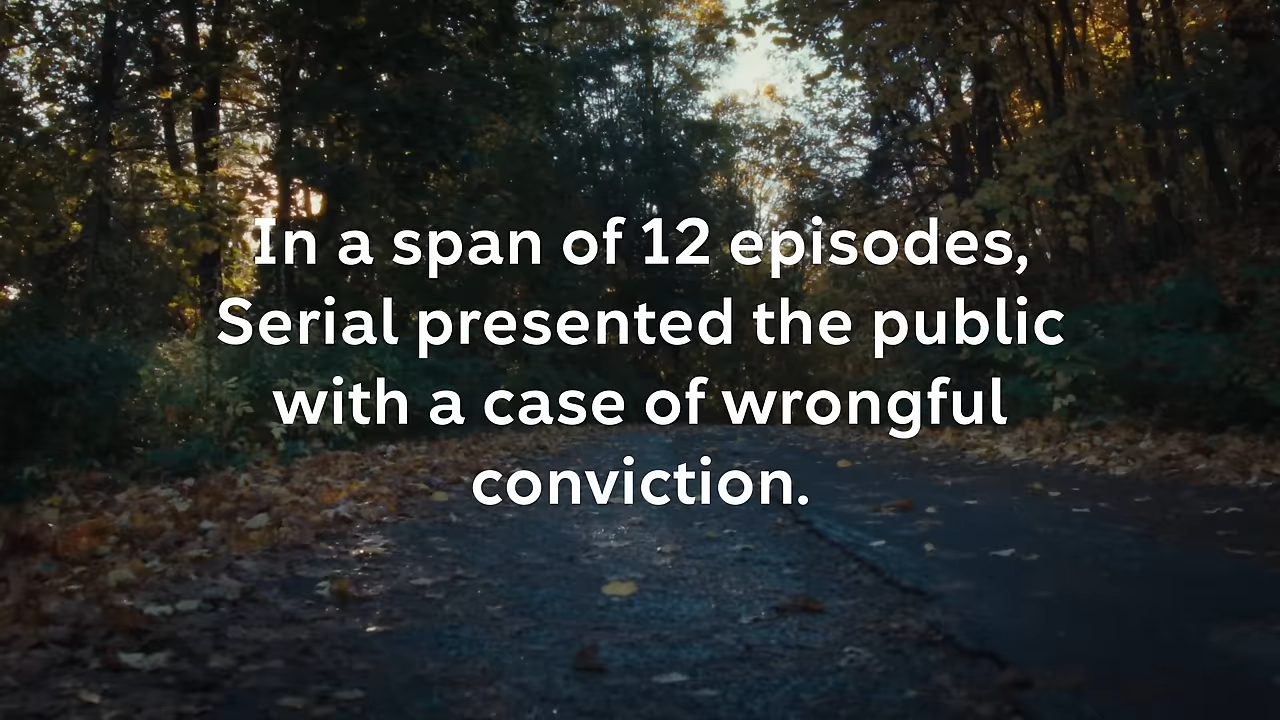 In a span of 12 episodes,
Serial presented the public
with a case of wrongful
conviction.